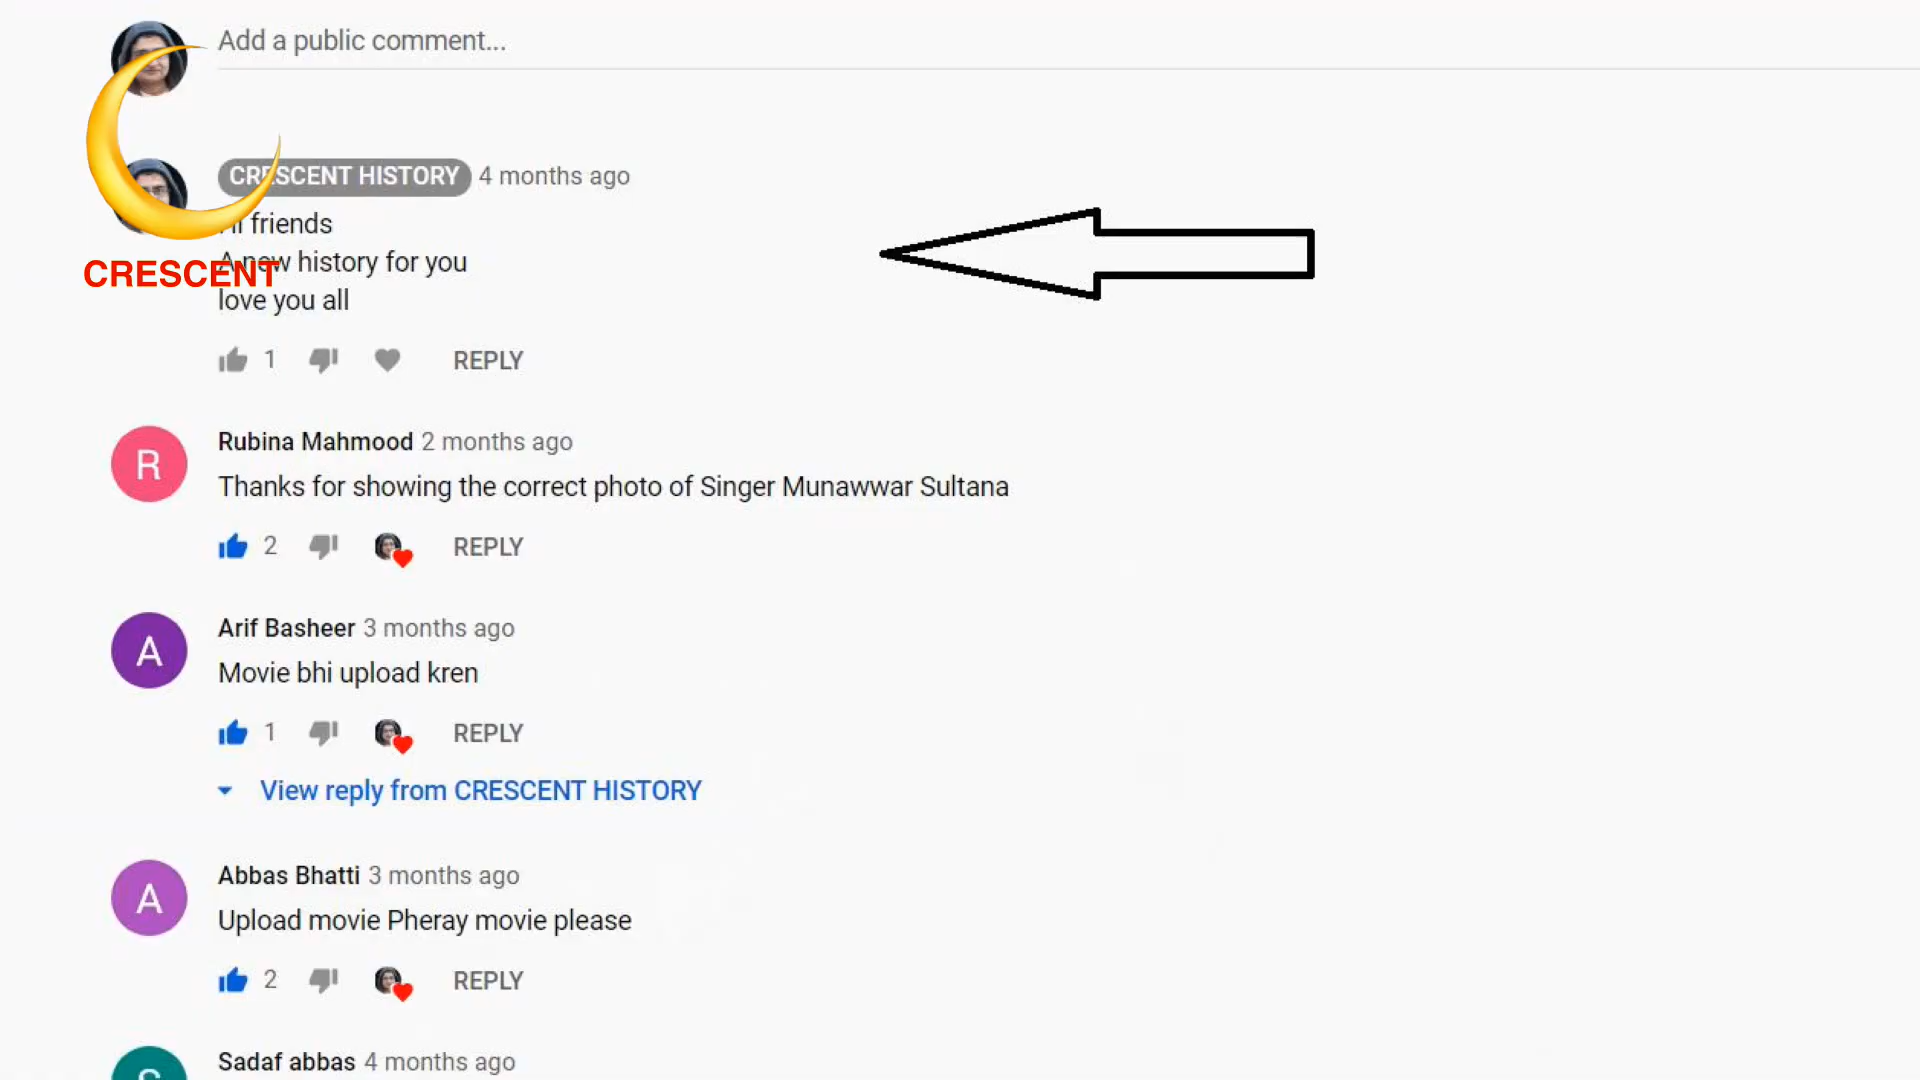 Add a public comment...
CRESCENT HISTORY 4 months ago
Hi friends
A new history for you
CRESCENT
love you all
1 REPLY
R
Rubina Mahmood 2 months ago
Thanks for showing the correct photo of Singer Munawwar Sultana
2 REPLY
A
Arif Basheer 3 months ago
Movie bhi upload kren
1 REPLY
View reply from CRESCENT HISTORY
A
Abbas Bhatti 3 months ago
Upload movie Pheray movie please
2 REPLY
Sadaf abbas 4 months ago
S